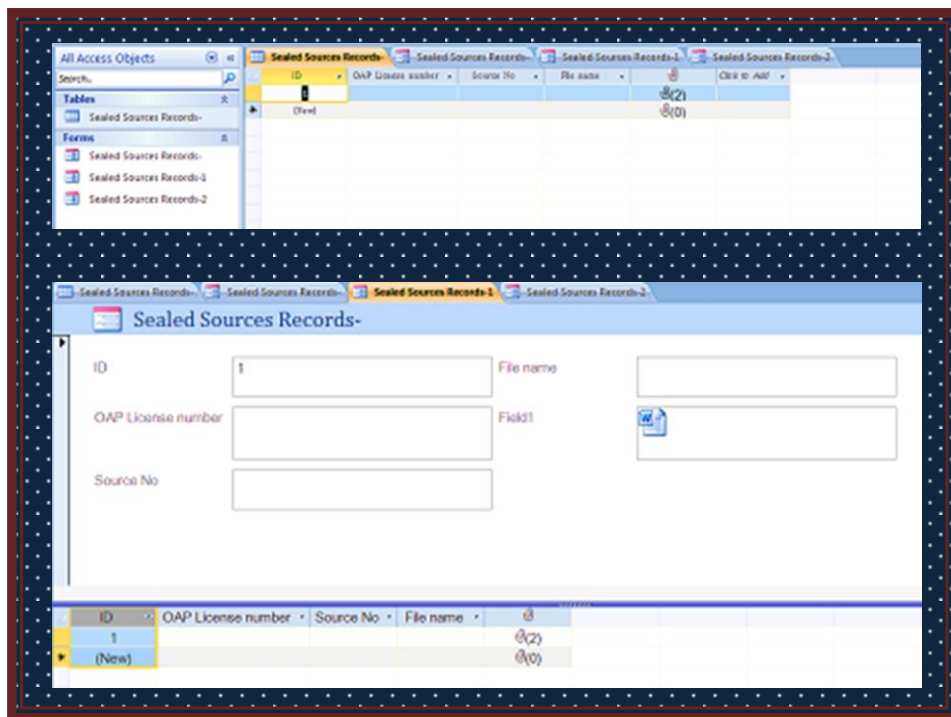 All Access Objects
Search..
Tables
Sealed Sources Records-
Forms
Sealed Sources Records-
Sealed Sources Records-1
Sealed Sources Records-2
Sealed Sources Records- Sealed Sources Records- Sealed Sources Records-1 Sealed Sources Records-2
ID OAP License number Source No File name Click to Add
1 (2)
(New) (0)
Sealed Sources Records- Sealed Sources Records- Sealed Sources Records-1 Sealed Sources Records-2
Sealed Sources Records-
ID 1 File name
OAP License number Field1
Source No
ID OAP License number Source No File name
1 (2)
(New) (0)